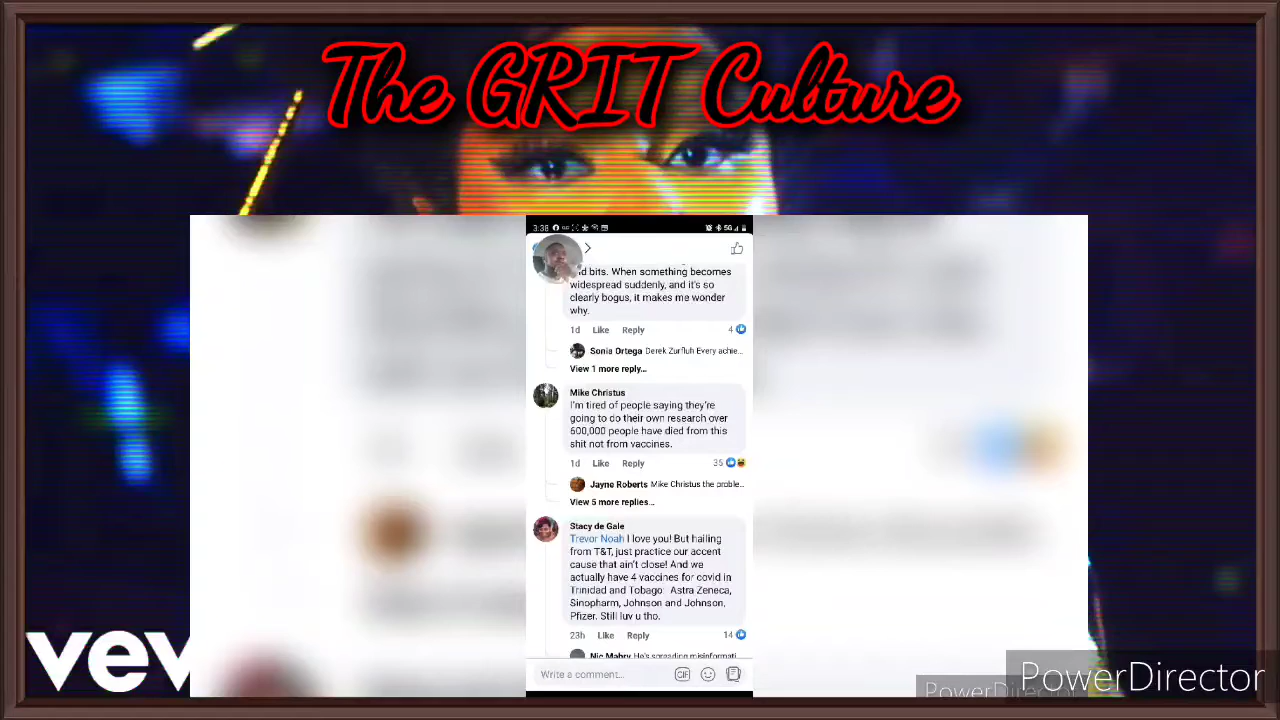 The GRIT Culture
3:38
5G
nd bits. When something becomes
widespread suddenly, and it's so
clearly bogus, it makes me wonder
why.
1d Like Reply 4
Sonia Ortega Derek Zurfluh Every achie...
View 1 more reply...
Mike Christus
I'm tired of people saying they're
going to do their own research over
600,000 people have died from this
shit not from vaccines.
1d Like Reply 35
Jayne Roberts Mike Christus the proble...
View 5 more replies...
Stacy de Gale
Trevor Noah I love you! But hailing
from T&T, just practice our accent
cause that ain't close! And we
actually have 4 vaccines for covid in
Trinidad and Tobago Astra Zeneca,
Sinopharm, Johnson and Johnson,
Pfizer. Still luv u tho.
23h Like Reply 14
Nic Mabry He's spreading misinformati...
Write a comment...
GIF
vev
PowerDirector
PowerDirector